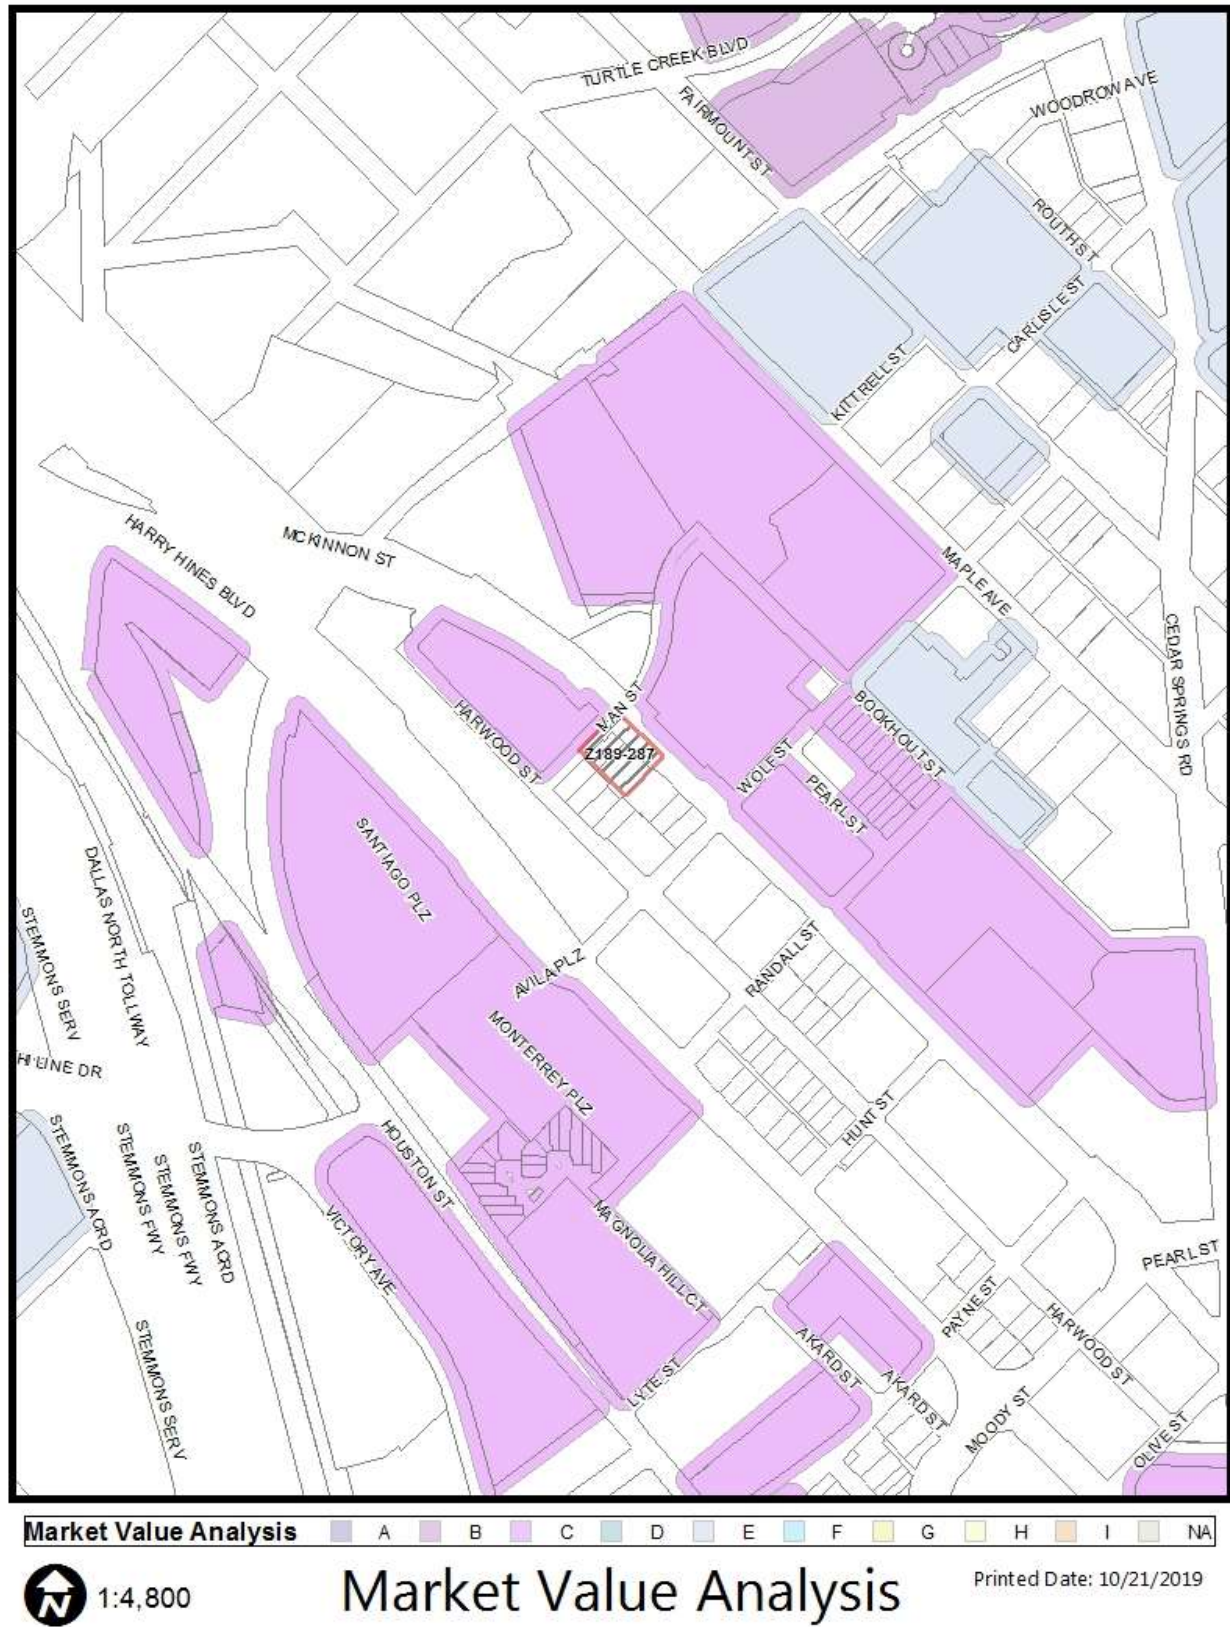 TURTLE CREEK BLVD
WOODROW AVE
FAIRMOUNT ST
ROUTH ST
CARLISLE ST
KITTRELL ST
HARRY HINES BLVD
MCKINNON ST
MAPLE AVE
CEDAR SPRINGS RD
IVAN ST
HARWOOD ST
Z189-287
BOOKHOUT ST
WOLF ST
PEARL ST
SANTIAGO PLZ
DALLAS NORTH TOLLWAY
STEMMONS SERV
AVILA PLZ
RANDALL ST
MONTERREY PLZ
HI LINE DR
HUNT ST
STEMMONS ACRD
STEMMONS FWY
STEMMONS FWY
STEMMONS ACRD
HOUSTON ST
VICTORY AVE
MAGNOLIA HILL CT
PEARL ST
PAYNE ST
HARWOOD ST
STEMMONS SERV
AKARD ST
AKARD ST
LYTE ST
MOODY ST
OLIVE ST
Market Value Analysis A B C D E F G H I NA
N 1:4,800 Market Value Analysis Printed Date: 10/21/2019